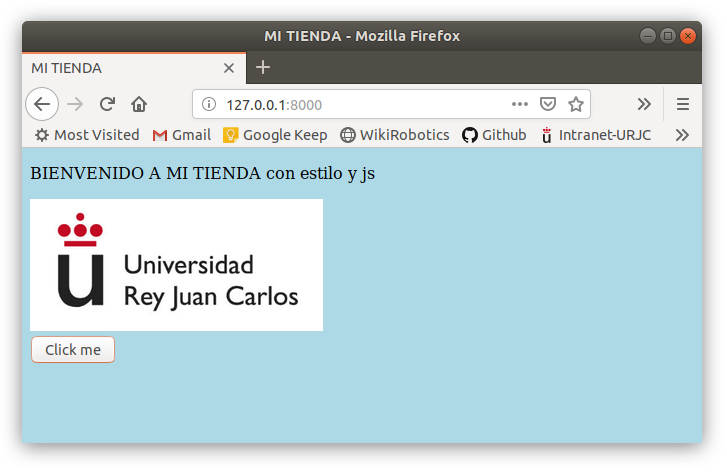 MI TIENDA - Mozilla Firefox
MI TIENDA
127.0.0.1:8000
Most Visited Gmail Google Keep WikiRobotics Github Intranet-URJC
BIENVENIDO A MI TIENDA con estilo y js
u Universidad
Rey Juan Carlos
Click me